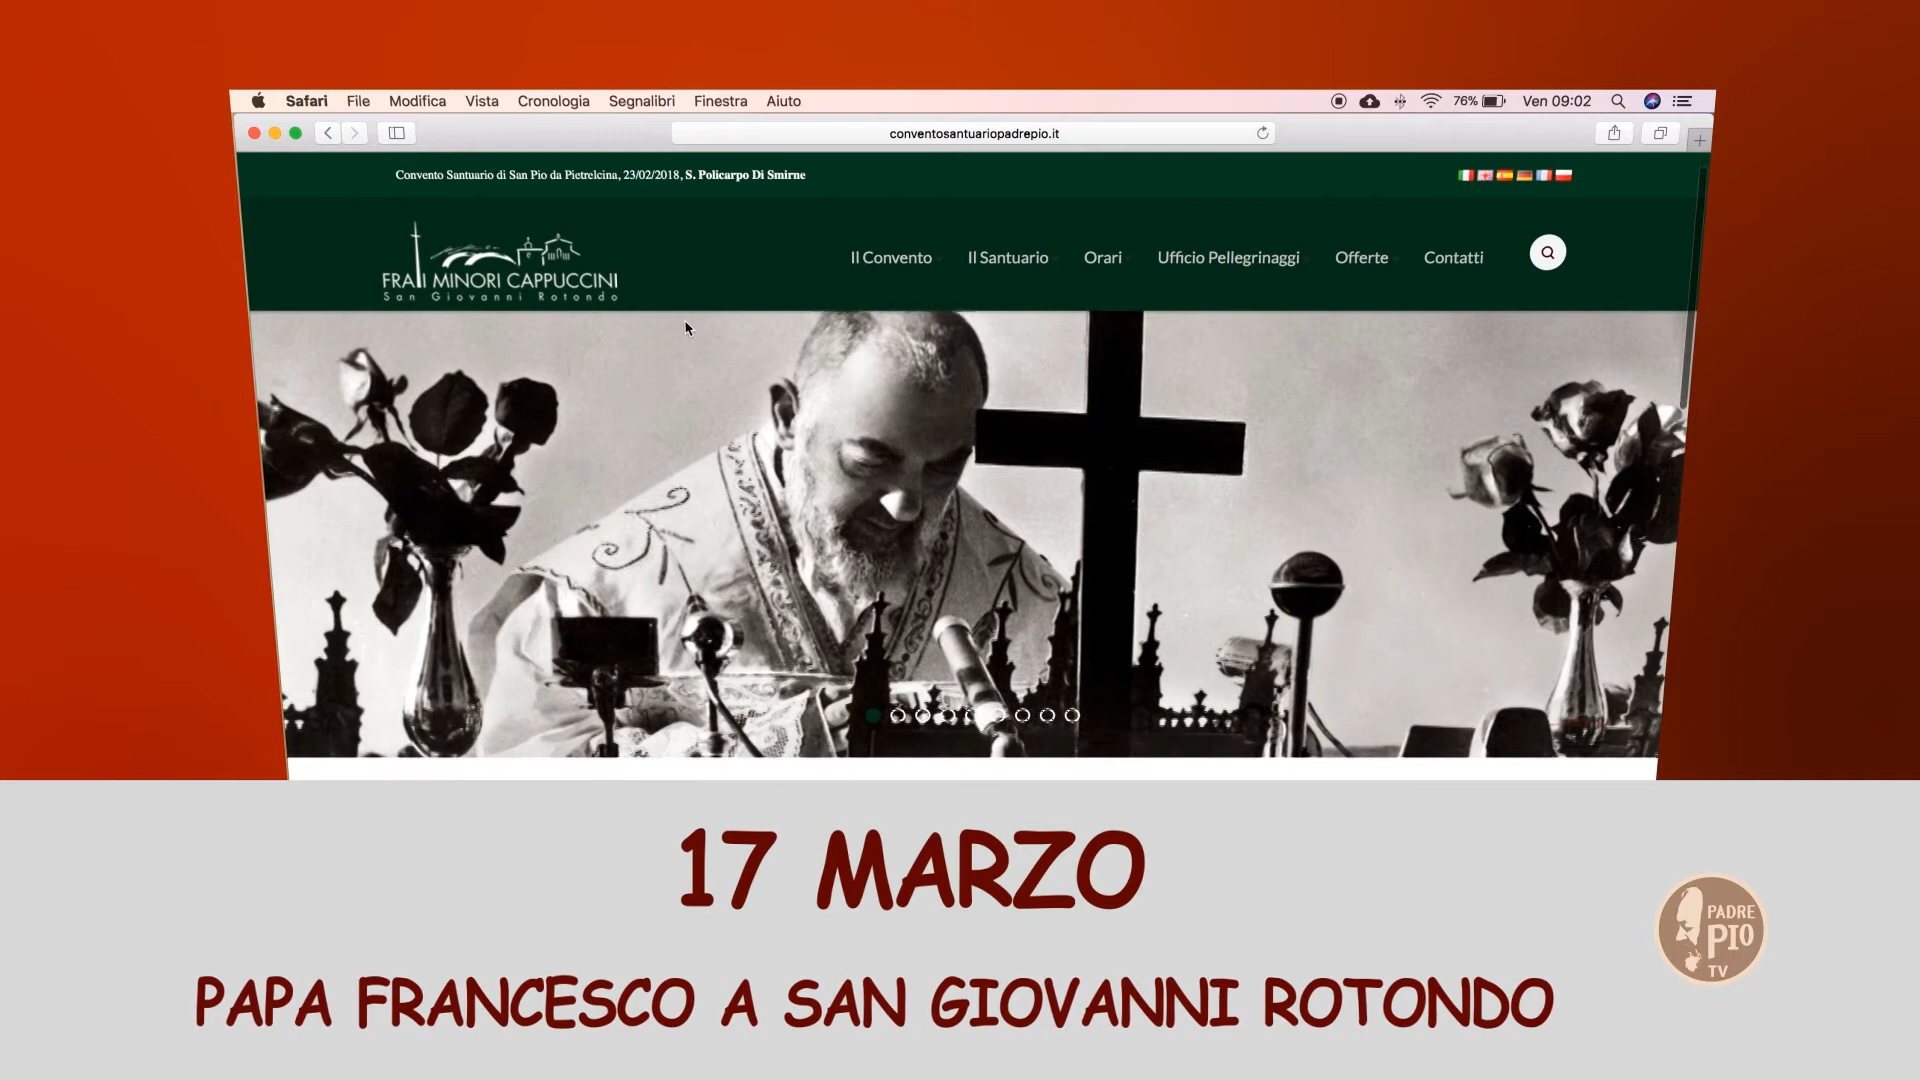 Safari File Modifica Vista Cronologia Segnalibri Finestra Aiuto 76% Ven 09:02
conventosantuariopadrepio.it
Convento Santuario di San Pio da Pietrelcina, 23/02/2018, S. Policarpo Di Smirne
FRATI MINORI CAPPUCCINI
San Giovanni Rotondo
Il Convento Il Santuario Orari Ufficio Pellegrinaggi Offerte Contatti
17 MARZO
PAPA FRANCESCO A SAN GIOVANNI ROTONDO
PADRE
PIO
TV